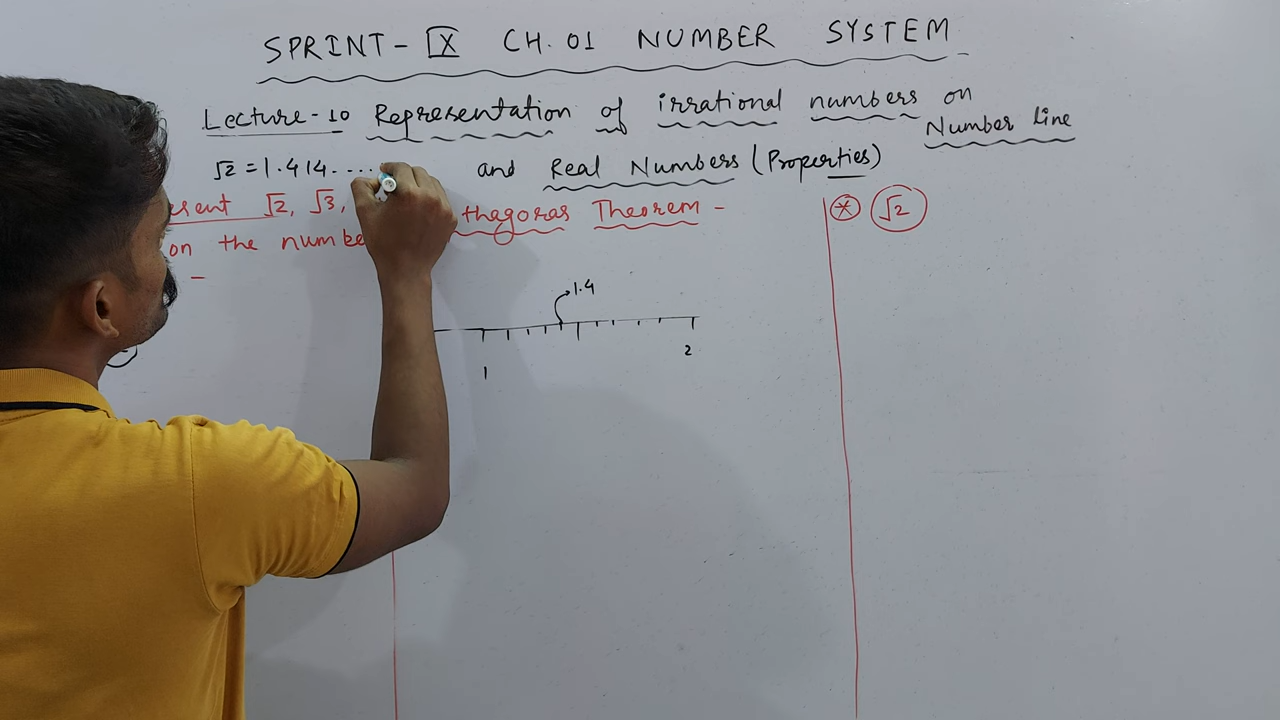 SPRINT - IX CH. 01 NUMBER SYSTEM
Lecture - 10 Representation of irrational numbers on
Number line
√2 = 1.414..... and Real Numbers (Properties)
√2, √3, Theorem -
on the
* √2
1.4
1
2